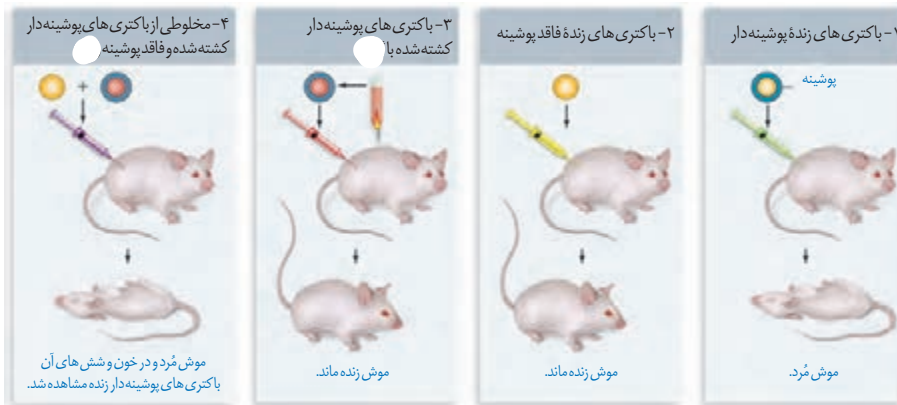 ۱- باکتری‌های زندهٔ پوشینه‌دار
پوشینه
موش مُرد.
۲- باکتری‌های زندهٔ فاقد پوشینه
موش زنده ماند.
۳- باکتری‌های پوشینه‌دار
کشته شده با
موش زنده ماند.
۴- مخلوطی از باکتری‌های پوشینه‌دار
کشته شده و فاقد پوشینه
موش مُرد و در خون و شش‌های آن
باکتری‌های پوشینه‌دار زنده مشاهده شد.